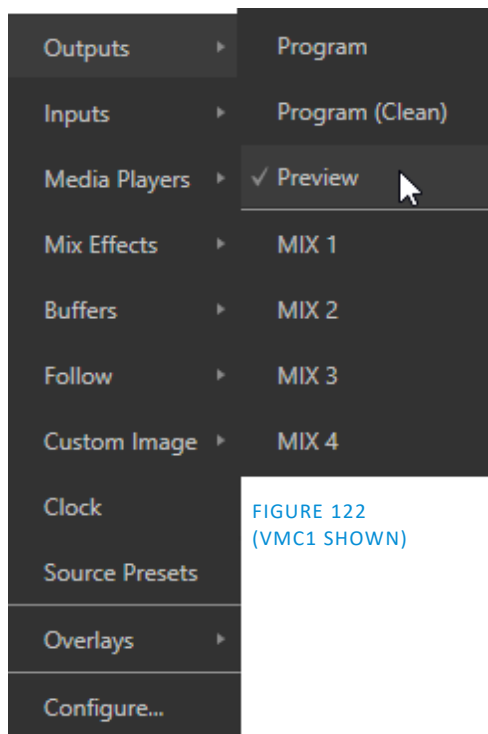 Outputs
Inputs
Media Players
Mix Effects
Buffers
Follow
Custom Image
Clock
Source Presets
Overlays
Configure...
Program
Program (Clean)
Preview
MIX 1
MIX 2
MIX 3
MIX 4
FIGURE 122
(VMC1 SHOWN)